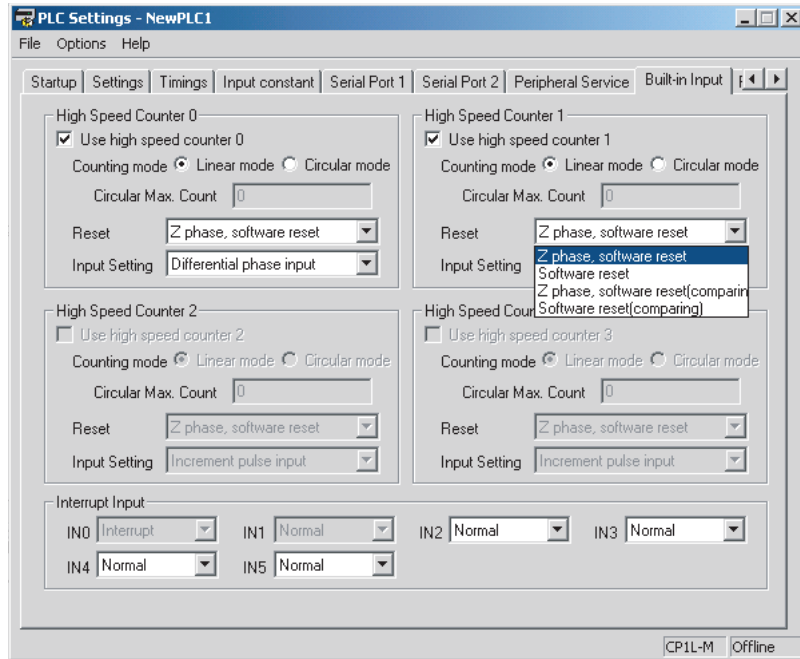 PLC Settings - NewPLC1
File Options Help
Startup Settings Timings Input constant Serial Port 1 Serial Port 2 Peripheral Service Built-in Input
High Speed Counter 0
Use high speed counter 0
Counting mode Linear mode Circular mode
Circular Max. Count 0
Reset Z phase, software reset
Input Setting Differential phase input
High Speed Counter 1
Use high speed counter 1
Counting mode Linear mode Circular mode
Circular Max. Count 0
Reset Z phase, software reset
Input Setting
Z phase, software reset
Software reset
Z phase, software reset(comparin
Software reset(comparing)
High Speed Counter 2
Use high speed counter 2
Counting mode Linear mode Circular mode
Circular Max. Count 0
Reset Z phase, software reset
Input Setting Increment pulse input
High Speed
Use high speed counter 3
Counting mode Linear mode Circular mode
Circular Max. Count 0
Reset Z phase, software reset
Input Setting Increment pulse input
Interrupt Input
IN0 Interrupt IN1 Normal IN2 Normal IN3 Normal
IN4 Normal IN5 Normal
CP1L-M Offline